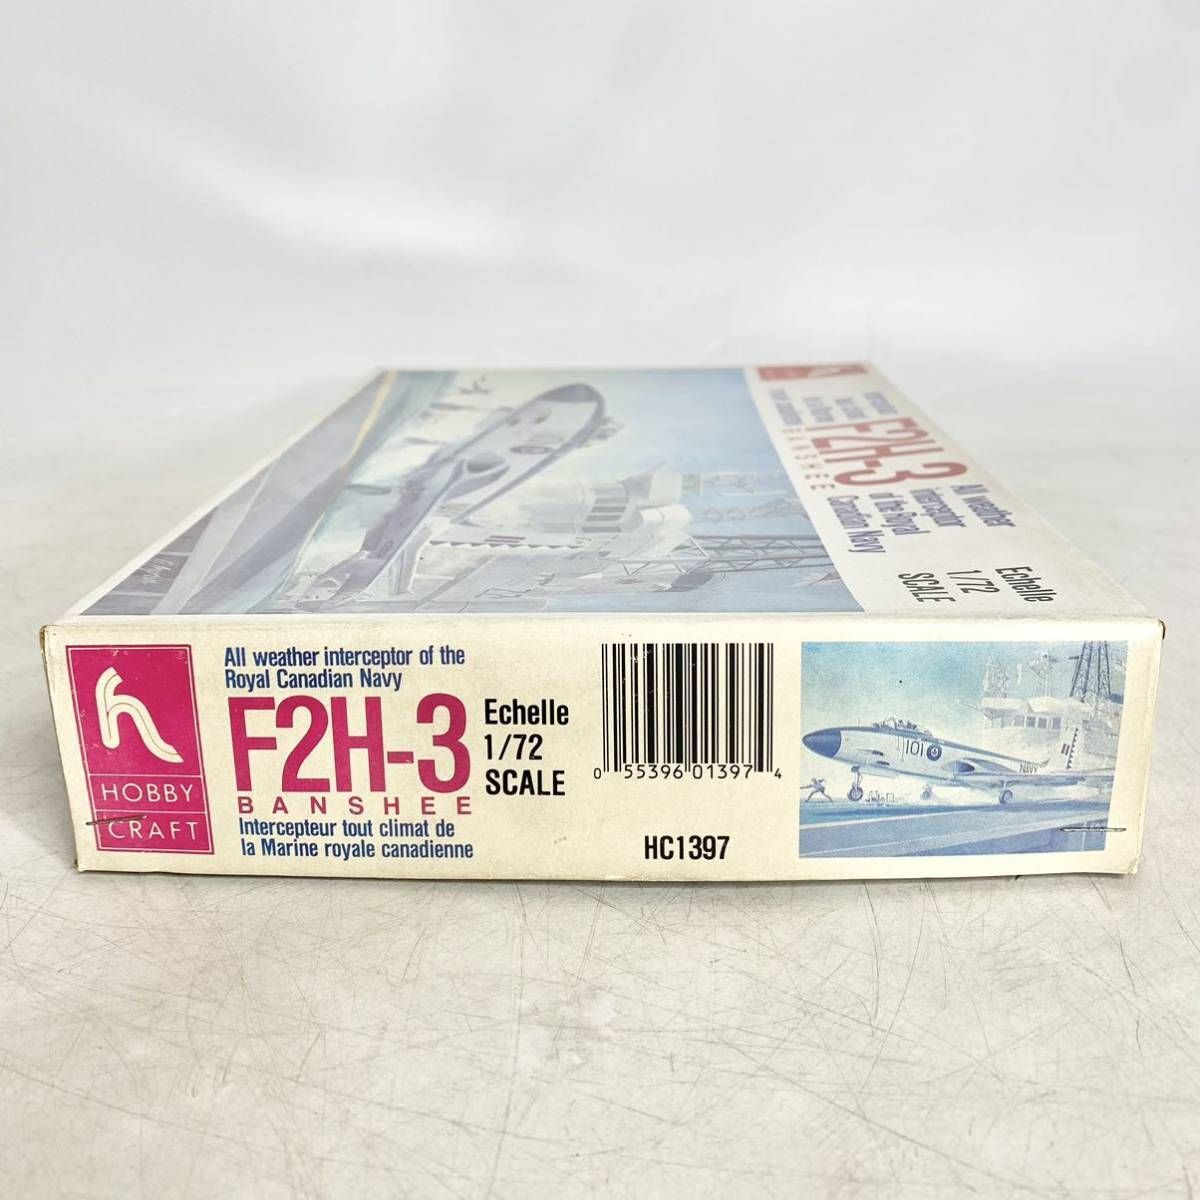 F2H-3
BANSHEE
All weather
Interceptor
of the Royal
Canadian Navy
Echelle
1/72
SCALE
HOBBY
CRAFT
All weather interceptor of the
Royal Canadian Navy
F2H-3
BANSHEE
Intercepteur tout climat de
la Marine royale canadienne
Echelle
1/72
SCALE
0 55396 01397 4
HC1397
101
NAVY